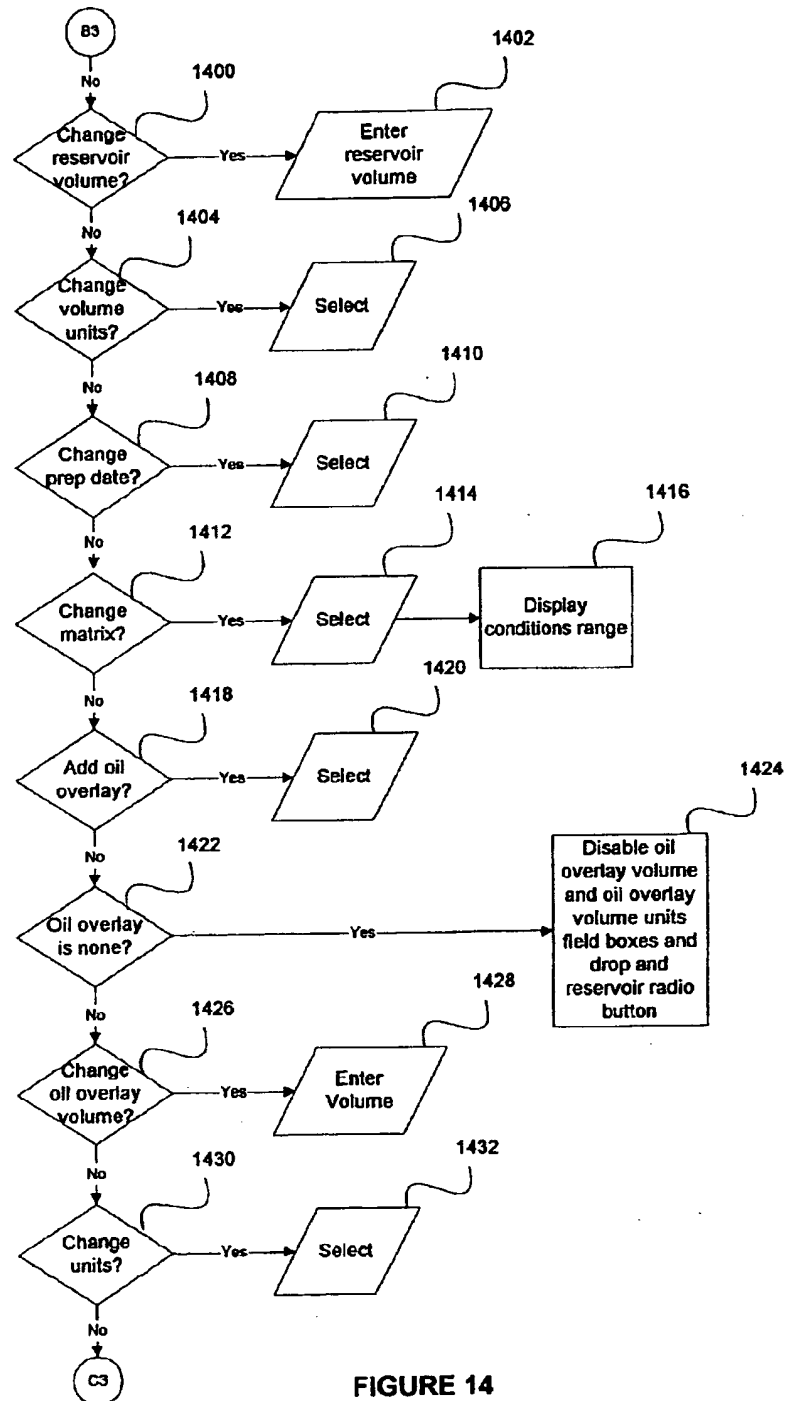 B3
No
1400
1402
Change
reservoir
volume?
Yes
Enter
reservoir
volume
No
1404
1406
Change
volume
units?
Yes
Select
No
1408
1410
Change
prep date?
Yes
Select
No
1412
1414
1416
Change
matrix?
Yes
Select
Display
conditions range
No
1418
1420
Add oil
overlay?
Yes
Select
No
1422
1424
Oil overlay
is none?
Yes
Disable oil
overlay volume
and oil overlay
volume units
field boxes and
drop and
reservoir radio
button
No
1426
1428
Change
oil overlay
volume?
Yes
Enter
Volume
No
1430
1432
Change
units?
Yes
Select
No
C3
FIGURE 14